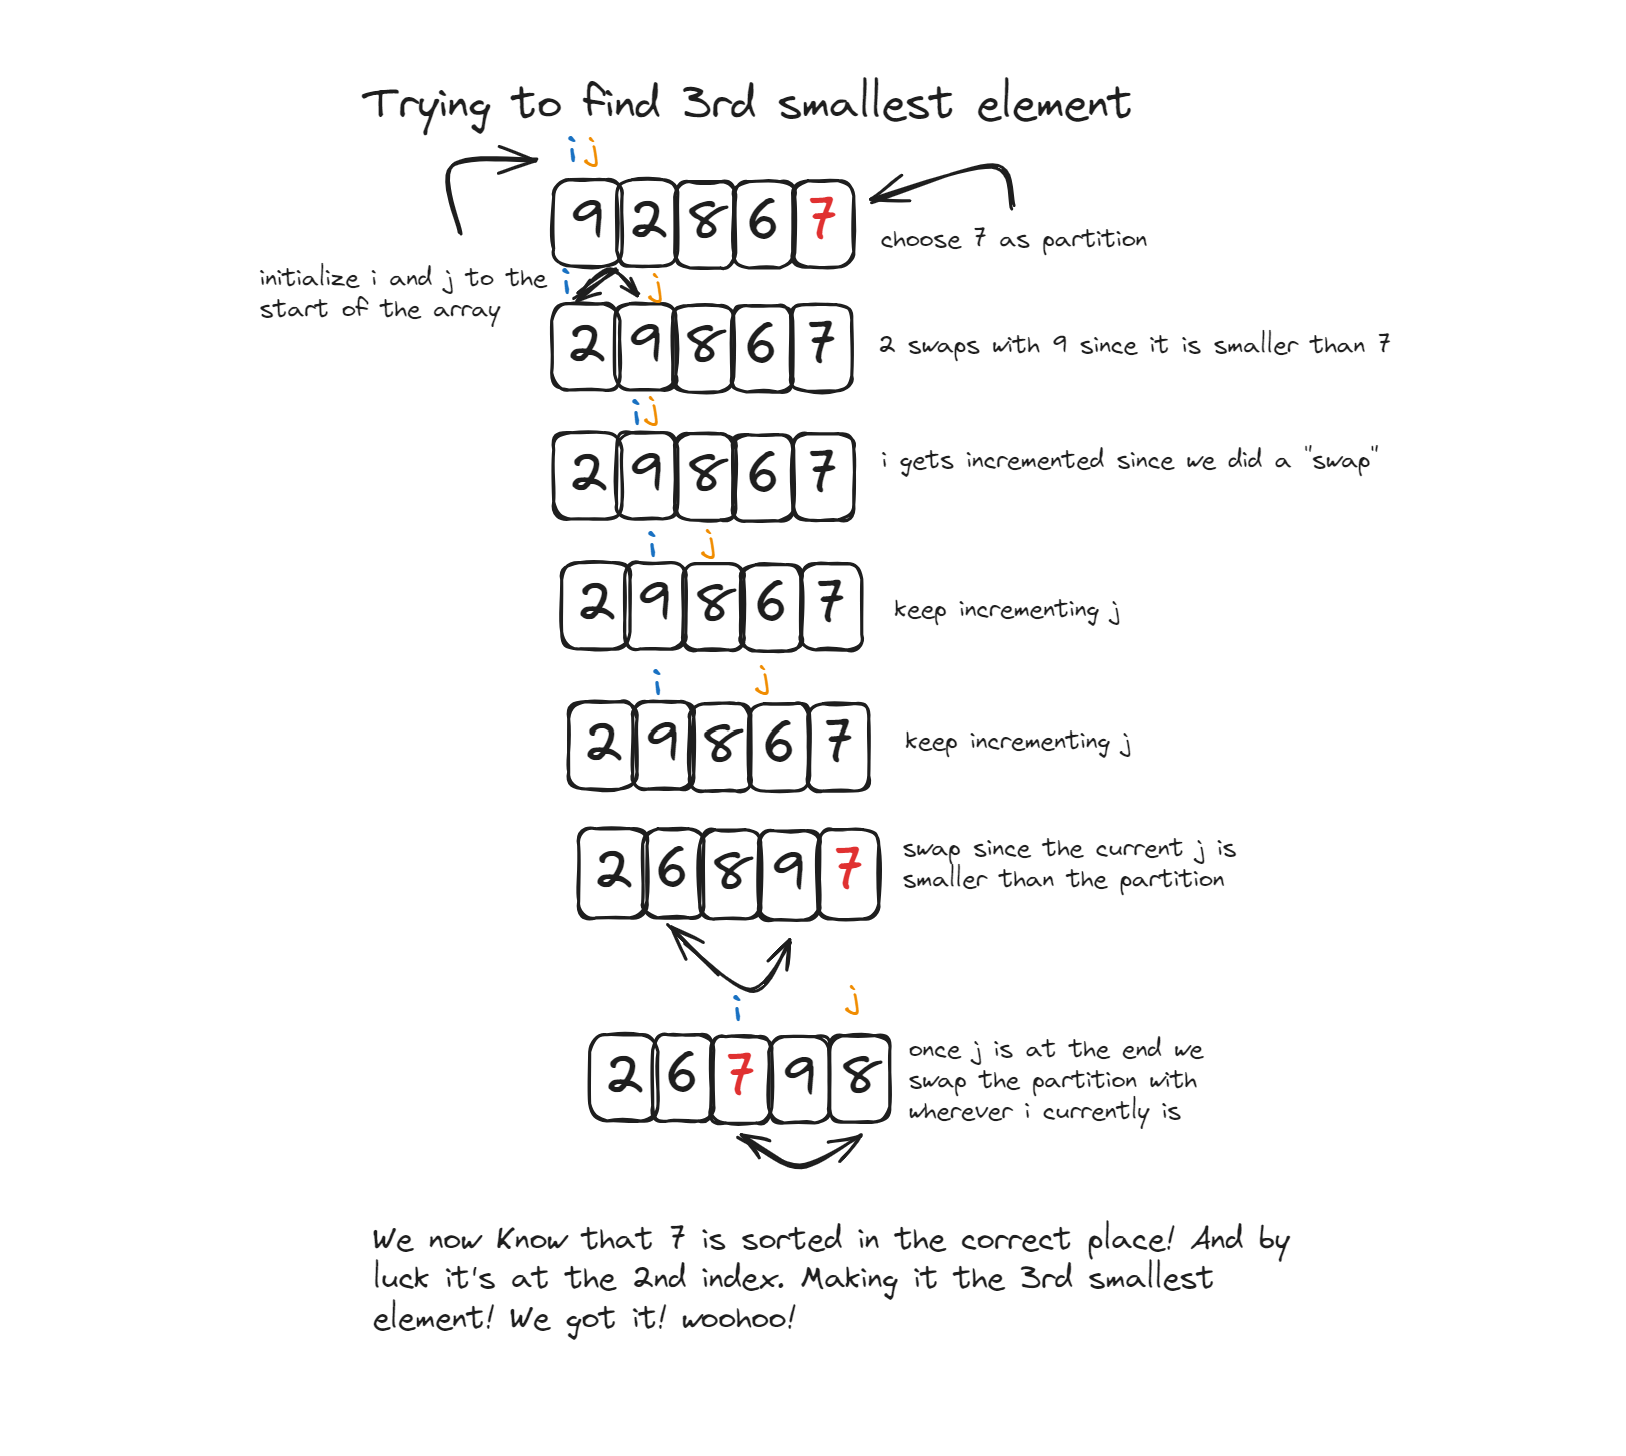 Trying to find 3rd smallest element
i j
9 2 8 6 7
choose 7 as partition
initialize i and j to the
start of the array
i j
2 9 8 6 7
2 swaps with 9 since it is smaller than 7
i j
2 9 8 6 7
i gets incremented since we did a "swap"
i j
2 9 8 6 7
keep incrementing j
i j
2 9 8 6 7
keep incrementing j
2 6 8 9 7
swap since the current j is
smaller than the partition
i j
2 6 7 9 8
once j is at the end we
swap the partition with
wherever i currently is
We now know that 7 is sorted in the correct place! And by
luck it's at the 2nd index. Making it the 3rd smallest
element! We got it! woohoo!